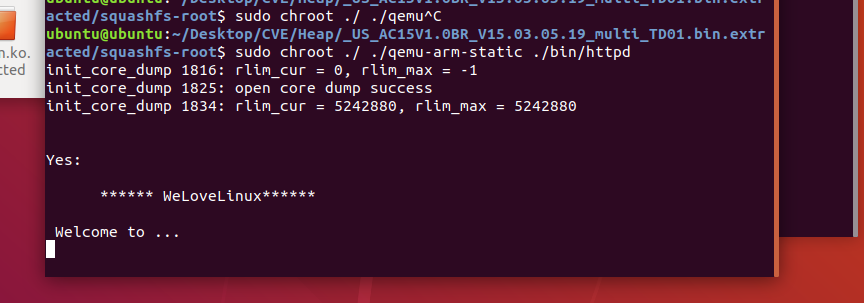 ubuntu@ubuntu:~/Desktop/CVE/Heap/_US_AC15V1.0BR_V15.03.05.19_multi_TD01.bin.extr
acted/squashfs-root$ sudo chroot ./ ./qemu^C
ubuntu@ubuntu:~/Desktop/CVE/Heap/_US_AC15V1.0BR_V15.03.05.19_multi_TD01.bin.extr
acted/squashfs-root$ sudo chroot ./ ./qemu-arm-static ./bin/httpd
init_core_dump 1816: rlim_cur = 0, rlim_max = -1
init_core_dump 1825: open core dump success
init_core_dump 1834: rlim_cur = 5242880, rlim_max = 5242880
Yes:
****** WeLoveLinux******
Welcome to ...
n.ko.
cted